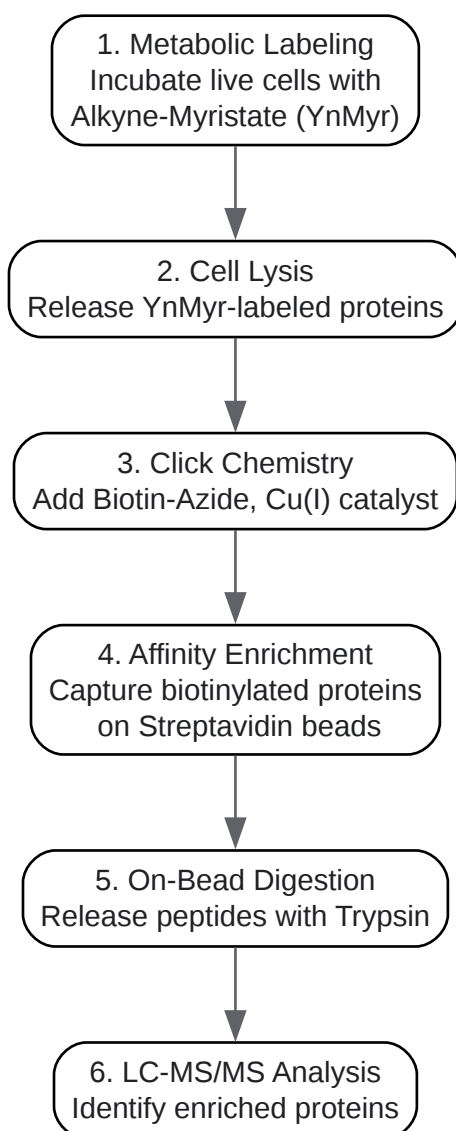 1. Metabolic Labeling
Incubate live cells with
Alkyne-Myristate (YnMyr)
2. Cell Lysis
Release YnMyr-labeled proteins
3. Click Chemistry
Add Biotin-Azide, Cu(I) catalyst
4. Affinity Enrichment
Capture biotinylated proteins
on Streptavidin beads
5. On-Bead Digestion
Release peptides with Trypsin
6. LC-MS/MS Analysis
Identify enriched proteins